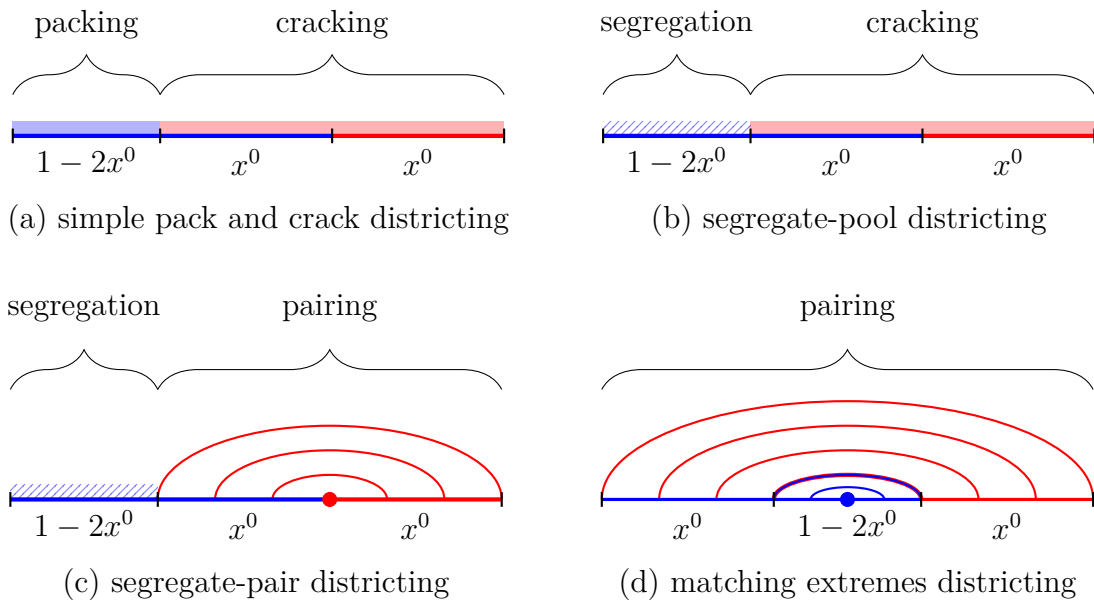 packing cracking
1 − 2x⁰ x⁰ x⁰
(a) simple pack and crack districting
segregation cracking
1 − 2x⁰ x⁰ x⁰
(b) segregate-pool districting
segregation pairing
1 − 2x⁰ x⁰ x⁰
(c) segregate-pair districting
pairing
x⁰ 1 − 2x⁰ x⁰
(d) matching extremes districting